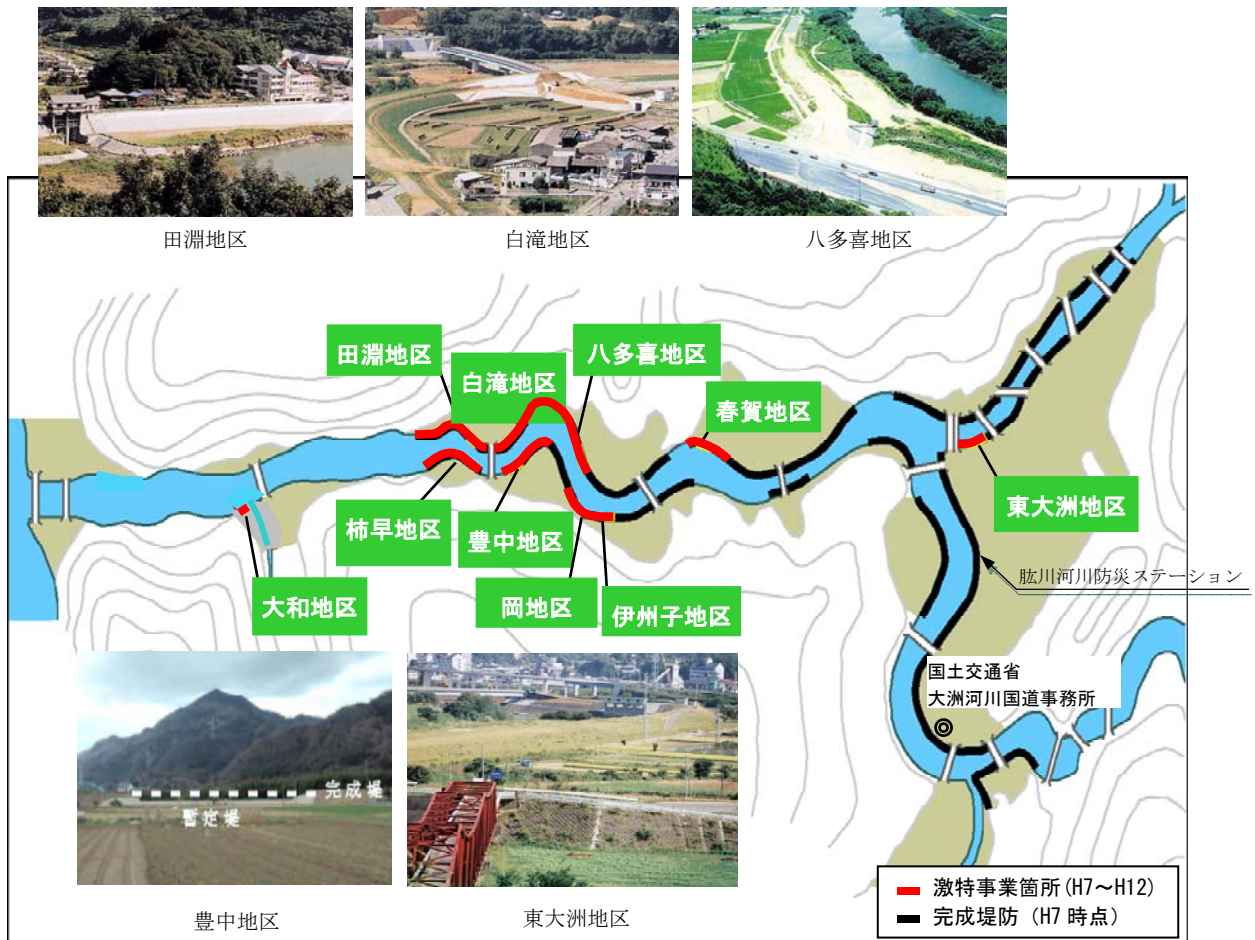 田淵地区
白滝地区
八多喜地区
田淵地区
白滝地区
八多喜地区
春賀地区
東大洲地区
柿早地区
豊中地区
大和地区
岡地区
伊州子地区
肱川河川防災ステーション
国土交通省
大洲河川国道事務所
完成堤
暫定堤
豊中地区
東大洲地区
激特事業箇所(H7～H12)
完成堤防（H7 時点）